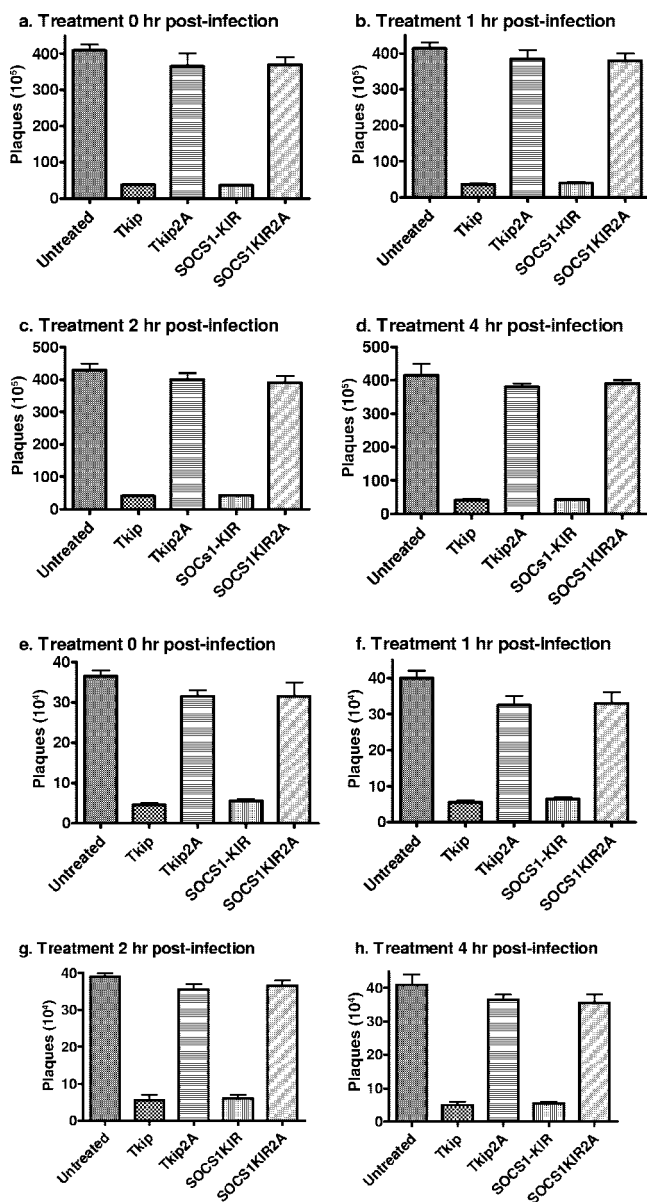 a. Treatment 0 hr post-infection
Plaques (10⁵)
400
300
200
100
0
Untreated
Tkip
Tkip2A
SOCS1-KIR
SOCS1KIR2A
b. Treatment 1 hr post-infection
Plaques (10⁵)
400
300
200
100
0
Untreated
Tkip
Tkip2A
SOCS1-KIR
SOCS1KIR2A
c. Treatment 2 hr post-infection
Plaques (10⁵)
500
400
300
200
100
0
Untreated
Tkip
Tkip2A
SOCs1-KIR
SOCS1KIR2A
d. Treatment 4 hr post-infection
Plaques (10⁵)
500
400
300
200
100
0
Untreated
Tkip
Tkip2A
SOCs1-KIR
SOCS1KIR2A
e. Treatment 0 hr post-infection
Plaques (10⁴)
40
30
20
10
0
Untreated
Tkip
Tkip2A
SOCS1-KIR
SOCS1KIR2A
f. Treatment 1 hr post-infection
Plaques (10⁴)
40
30
20
10
0
Untreated
Tkip
Tkip2A
SOCS1-KIR
SOCS1KIR2A
g. Treatment 2 hr post-infection
Plaques (10⁴)
40
30
20
10
0
Untreated
Tkip
TKip2A
SOCS1KIR
SOCS1KIR2A
h. Treatment 4 hr post-infection
Plaques (10⁴)
40
30
20
10
0
Untreated
Tkip
Tkip2A
SOCS1-KIR
SOCS1KIR2A